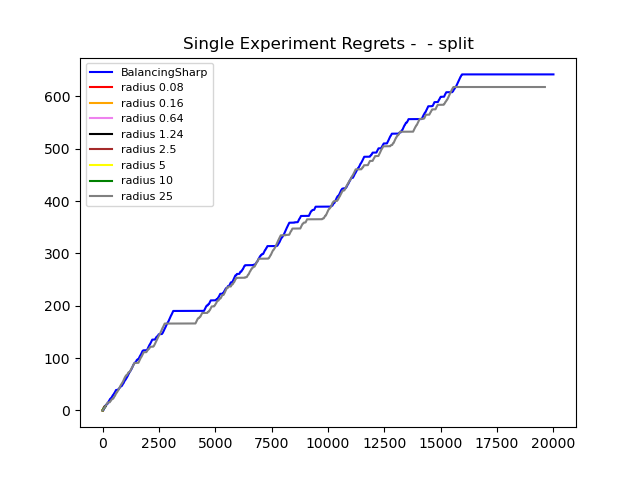 Single Experiment Regrets -  - split
BalancingSharp
radius 0.08
radius 0.16
radius 0.64
radius 1.24
radius 2.5
radius 5
radius 10
radius 25
600
500
400
300
200
100
0
0 2500 5000 7500 10000 12500 15000 17500 20000